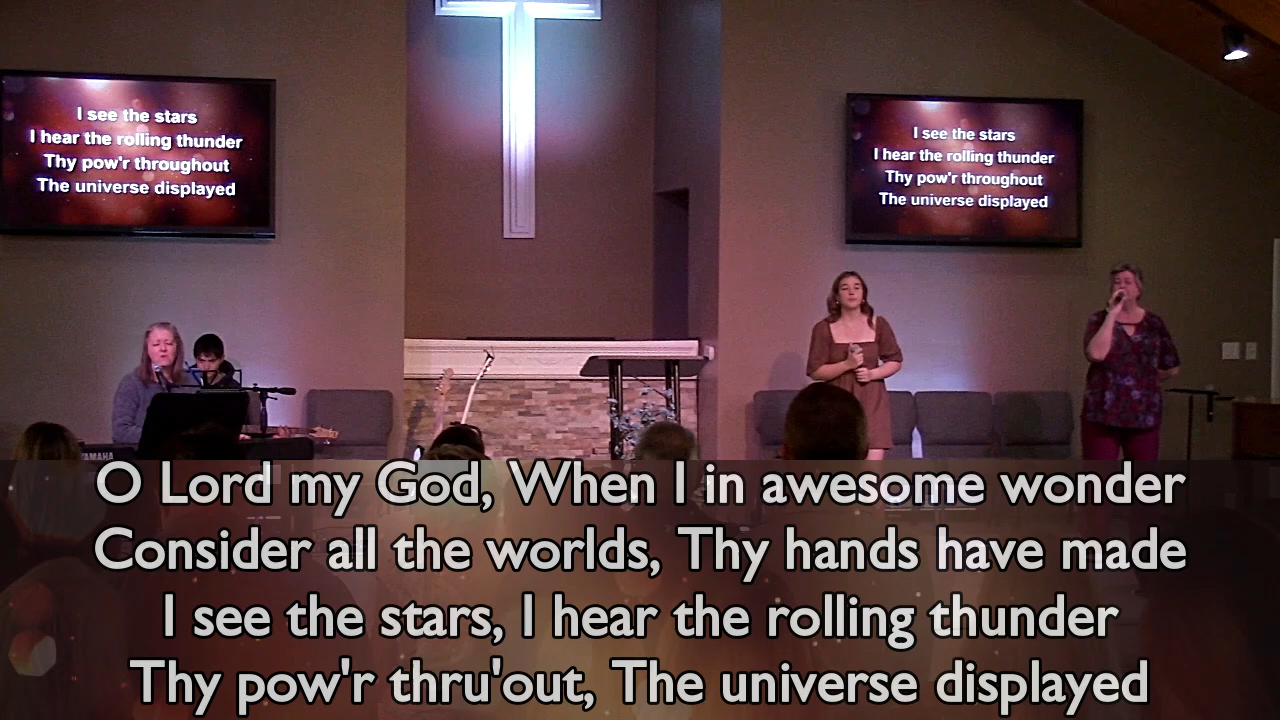 I see the stars
I hear the rolling thunder
Thy pow'r throughout
The universe displayed
I see the stars
I hear the rolling thunder
Thy pow'r throughout
The universe displayed
YAMAHA
O Lord my God, When I in awesome wonder
Consider all the worlds, Thy hands have made
I see the stars, I hear the rolling thunder
Thy pow'r thru'out, The universe displayed